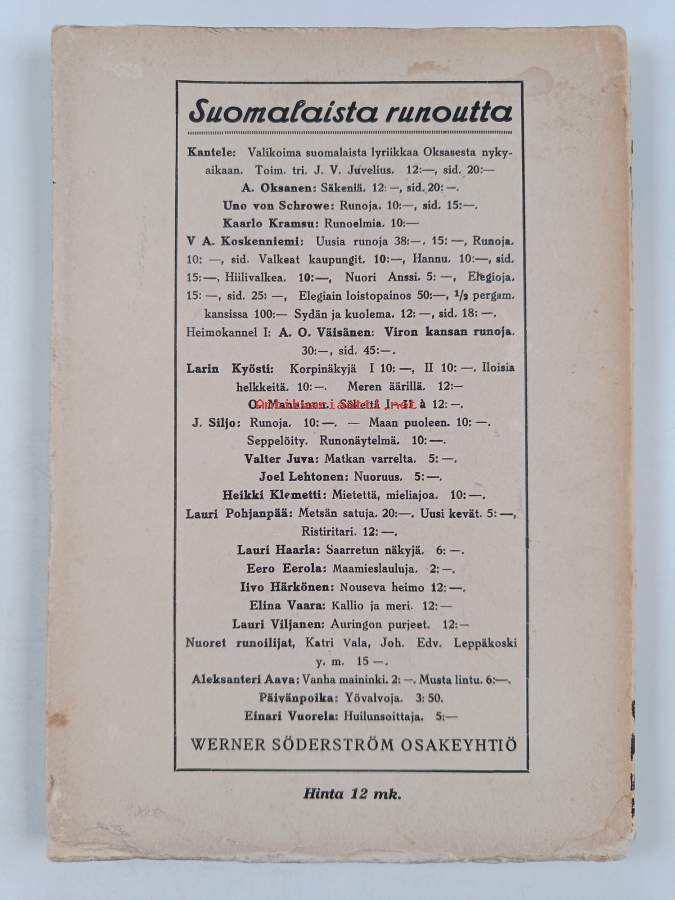 Suomalaista runoutta
Kantele: Valikoima suomalaista lyriikkaa Oksasesta nyky-
aikaan. Toim. tri. J. V. Juvelius. 12:—, sid. 20:—
A. Oksanen: Säkeniä. 12: —, sid. 20: —.
Uno von Schrowe: Runoja. 10:—, sid. 15:—.
Kaarlo Kramsu: Runoelmia. 10:—
V A. Koskenniemi: Uusia runoja 38:—. 15: —, Runoja.
10: —, sid. Valkeat kaupungit. 10:—, Hannu. 10:—, sid.
15:—, Hiilivalkea. 10:—, Nuori Anssi. 5: —, Elegioja.
15: —, sid. 25: —, Elegiain loistopainos 50:—, 1/2 pergam.
kansissa 100:— Sydän ja kuolema. 12: —, sid. 18: —.
Heimokannel I: A. O. Väisänen: Viron kansan runoja.
30:—, sid. 45:—.
Larin Kyösti: Korpinäkyjä I 10: —, II 10: —. Iloisia
helkkeitä. 10: —. Meren äärillä. 12:—
O. Manninen. Säkeitä I—II à 12: —.
J. Siljo: Runoja. 10: —. — Maan puoleen. 10: —.
Seppelöity. Runonäytelmä. 10: —.
Valter Juva: Matkan varrelta. 5: —.
Joel Lehtonen: Nuoruus. 5: —.
Heikki Klemetti: Mietettä, mieliajoa. 10: —.
Lauri Pohjanpää: Metsän satuja. 20:—. Uusi kevät. 5: —,
Ristiritari. 12: —.
Lauri Haarla: Saarretun näkyjä. 6: —.
Eero Eerola: Maamieslauluja. 2: —.
Iivo Härkönen: Nouseva heimo 12: —.
Elina Vaara: Kallio ja meri. 12: —
Lauri Viljanen: Auringon purjeet. 12: —
Nuoret runoilijat, Katri Vala, Joh. Edv. Leppäkoski
y. m. 15 —.
Aleksanteri Aava: Vanha maininki. 2: —. Musta lintu. 6:—.
Päivänpoika: Yövalvoja. 3: 50.
Einari Vuorela: Huilunsoittaja. 5:—
WERNER SÖDERSTRÖM OSAKEYHTIÖ
Hinta 12 mk.